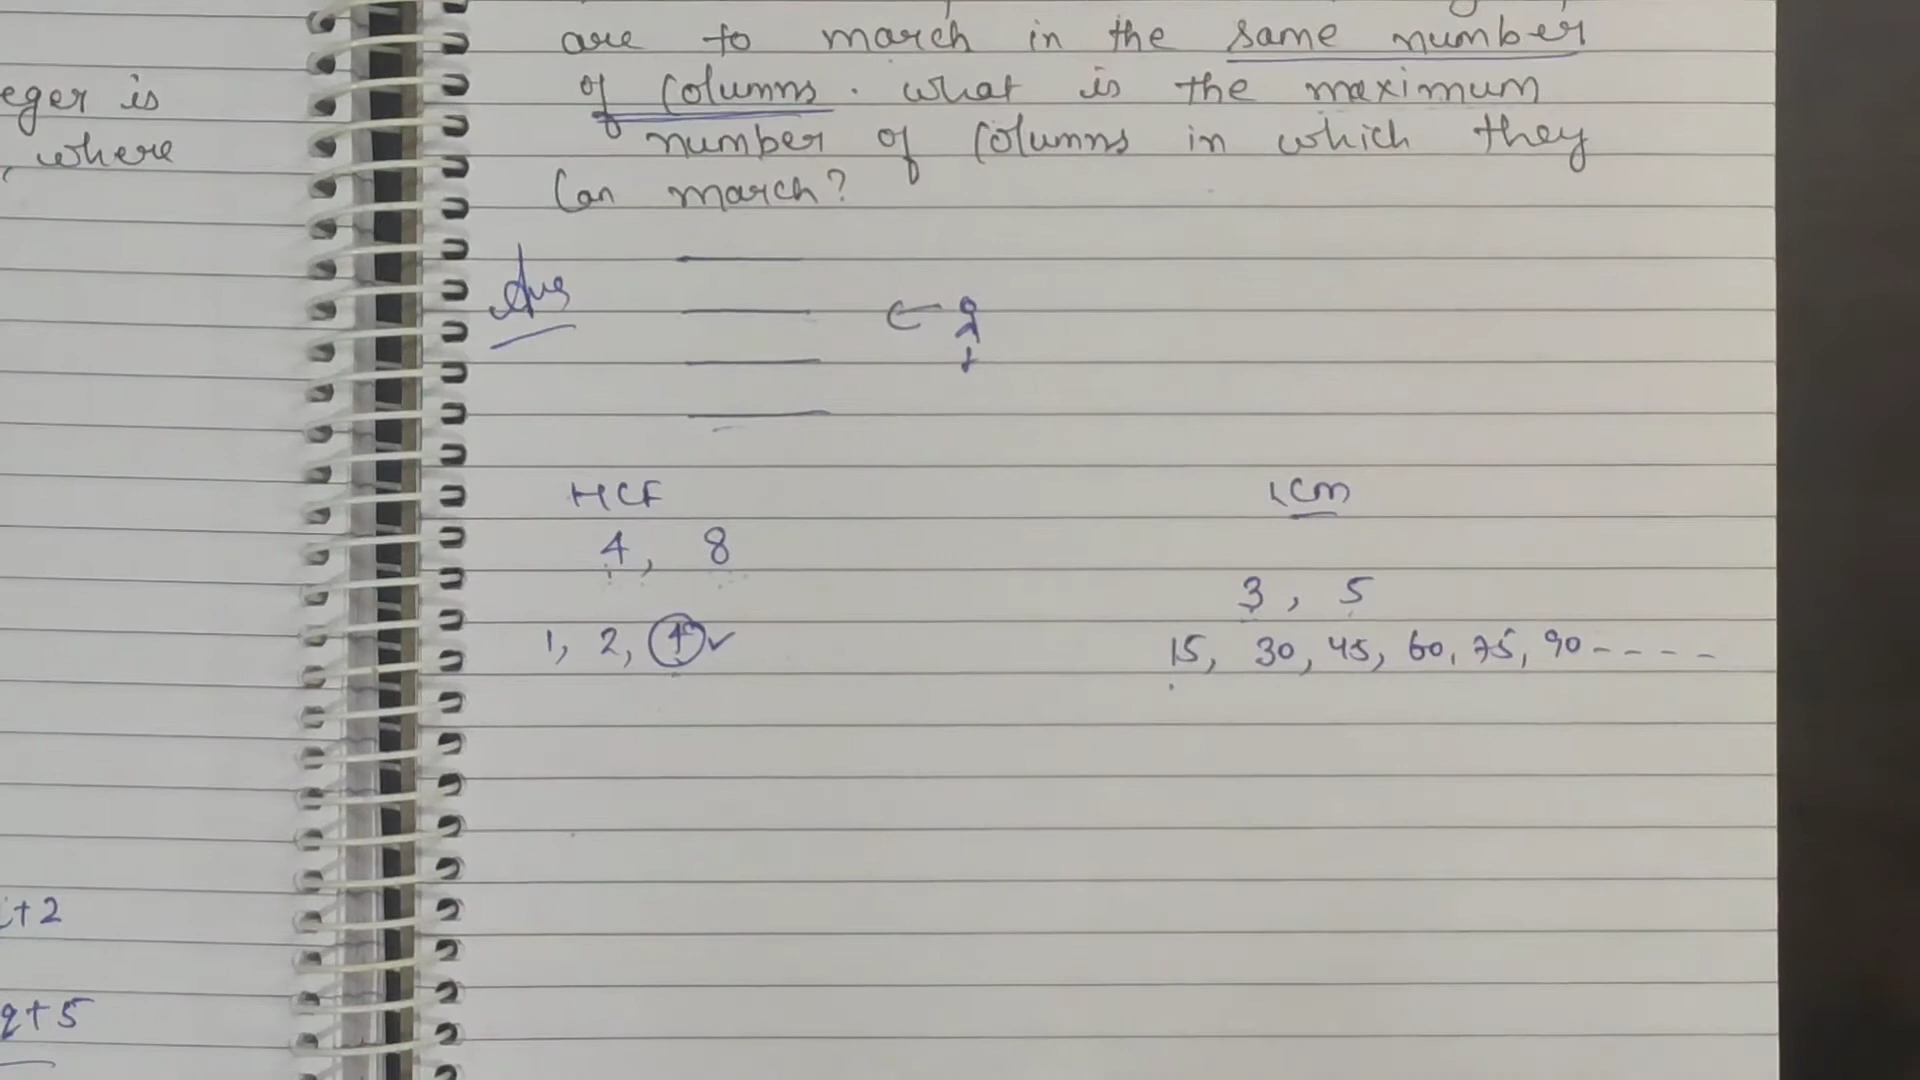 eger is
where
i+2
q+5
are to march in the same number
of columns. what is the maximum
number of columns in which they
can march?
Ans
HCF
4, 8
1, 2, 4 ✓
LCM
3, 5
15, 30, 45, 60, 75, 90 - - - -